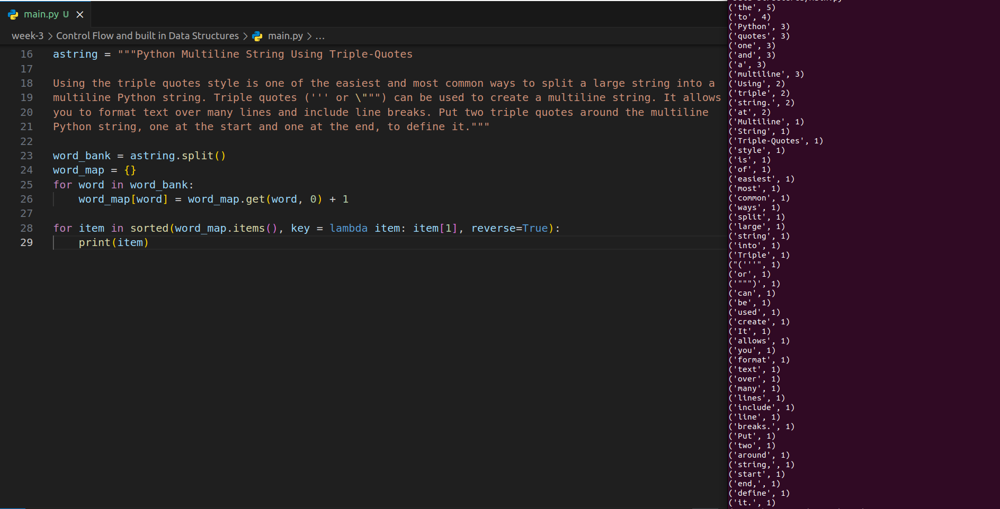 main.py U
week-3 > Control Flow and built in Data Structures > main.py > ...
16 astring = """Python Multiline String Using Triple-Quotes
17
18 Using the triple quotes style is one of the easiest and most common ways to split a large string into a
19 multiline Python string. Triple quotes (''' or \""") can be used to create a multiline string. It allows
20 you to format text over many lines and include line breaks. Put two triple quotes around the multiline
21 Python string, one at the start and one at the end, to define it."""
22
23 word_bank = astring.split()
24 word_map = {}
25 for word in word_bank:
26     word_map[word] = word_map.get(word, 0) + 1
27
28 for item in sorted(word_map.items(), key = lambda item: item[1], reverse=True):
29     print(item)
('the', 5)
('to', 4)
('Python', 3)
('quotes', 3)
('one', 3)
('and', 3)
('a', 3)
('multiline', 3)
('Using', 2)
('triple', 2)
('string.', 2)
('at', 2)
('Multiline', 1)
('String', 1)
('Triple-Quotes', 1)
('style', 1)
('is', 1)
('of', 1)
('easiest', 1)
('most', 1)
('common', 1)
('ways', 1)
('split', 1)
('large', 1)
('string', 1)
('into', 1)
('Triple', 1)
("('''", 1)
('or', 1)
('""")', 1)
('can', 1)
('be', 1)
('used', 1)
('create', 1)
('It', 1)
('allows', 1)
('you', 1)
('format', 1)
('text', 1)
('over', 1)
('many', 1)
('lines', 1)
('include', 1)
('line', 1)
('breaks.', 1)
('Put', 1)
('two', 1)
('around', 1)
('string,', 1)
('start', 1)
('end,', 1)
('define', 1)
('it.', 1)